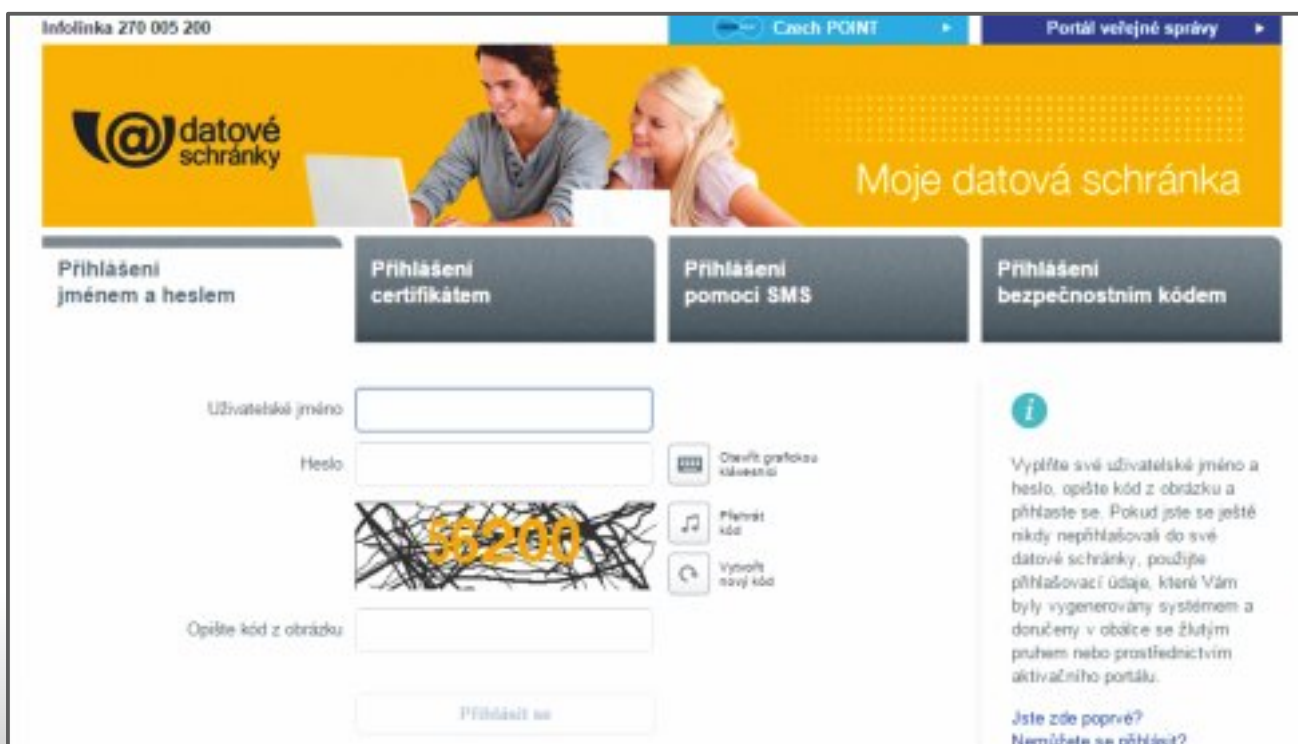 Infolinka 270 005 200
Czech POINT
Portál veřejné správy
datové
schránky
Moje datová schránka
Přihlášení
jménem a heslem
Přihlášení
certifikátem
Přihlášení
pomocí SMS
Přihlášení
bezpečnostním kódem
Uživatelské jméno
Heslo
Otevřít grafickou
klávesnici
56200
Přehrát
kód
Vytvořit
nový kód
Opište kód z obrázku
Přihlásit se
Vyplňte své uživatelské jméno a
heslo, opište kód z obrázku a
přihlaste se. Pokud jste se ještě
nikdy nepřihlašovali do své
datové schránky, použijte
přihlašovací údaje, které Vám
byly vygenerovány systémem a
doručeny v obálce se žlutým
pruhem nebo prostřednictvím
aktivačního portálu.
Jste zde poprvé?
Nemůžete se přihlásit?